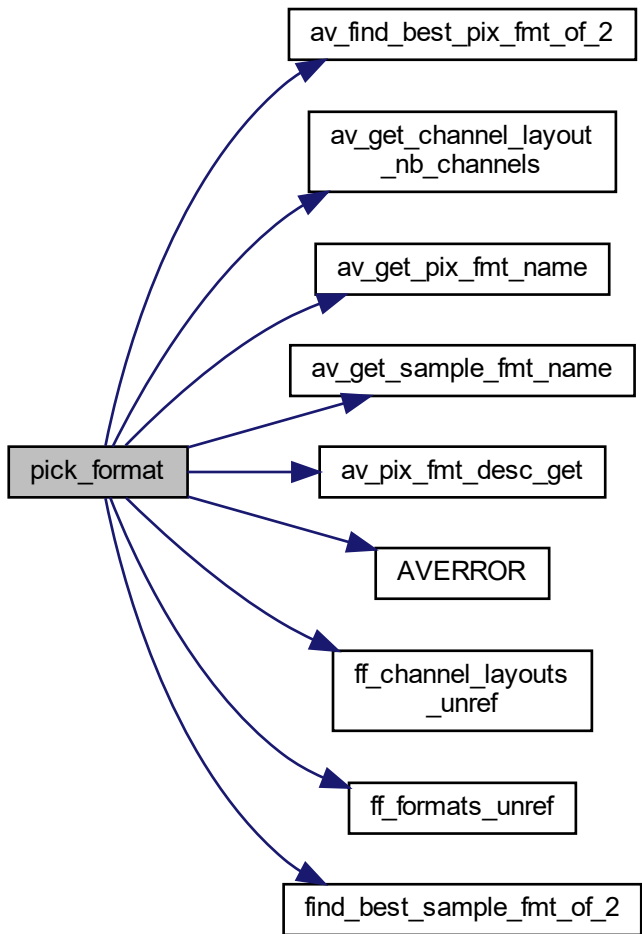 av_find_best_pix_fmt_of_2
av_get_channel_layout
_nb_channels
av_get_pix_fmt_name
av_get_sample_fmt_name
pick_format
av_pix_fmt_desc_get
AVERROR
ff_channel_layouts
_unref
ff_formats_unref
find_best_sample_fmt_of_2